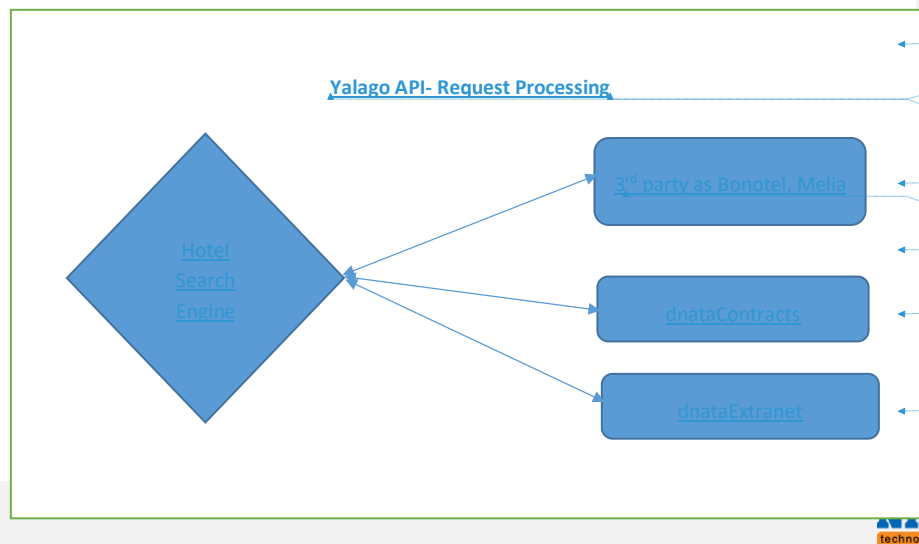 Yalago API- Request Processing
3rd party as Bonotel, Melia
Hotel
Search
Engine
dnataContracts
dnataExtranet
techno